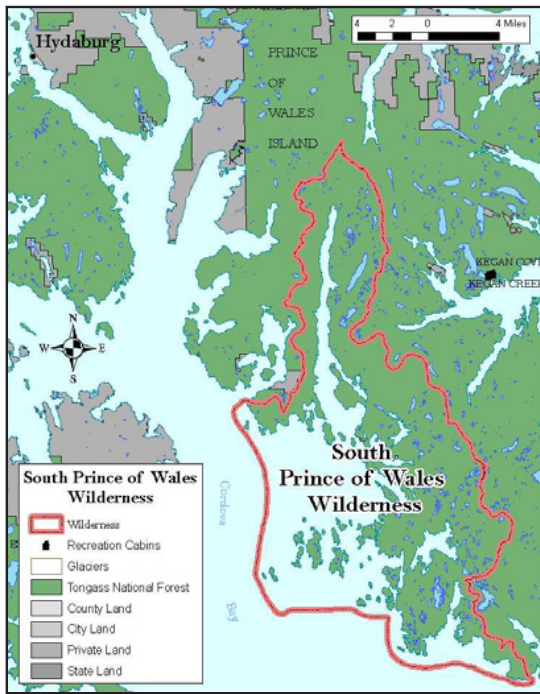 4 2 0 4 Miles
Hydaburg
PRINCE
OF
WALES
ISLAND
KEGAN COVE
KEGAN CREEK
N
W E
S
South
Prince of Wales
Wilderness
Cordova
Bay
South Prince of Wales
Wilderness
Wilderness
Recreation Cabins
Glaciers
Tongass National Forest
County Land
City Land
Private Land
State Land